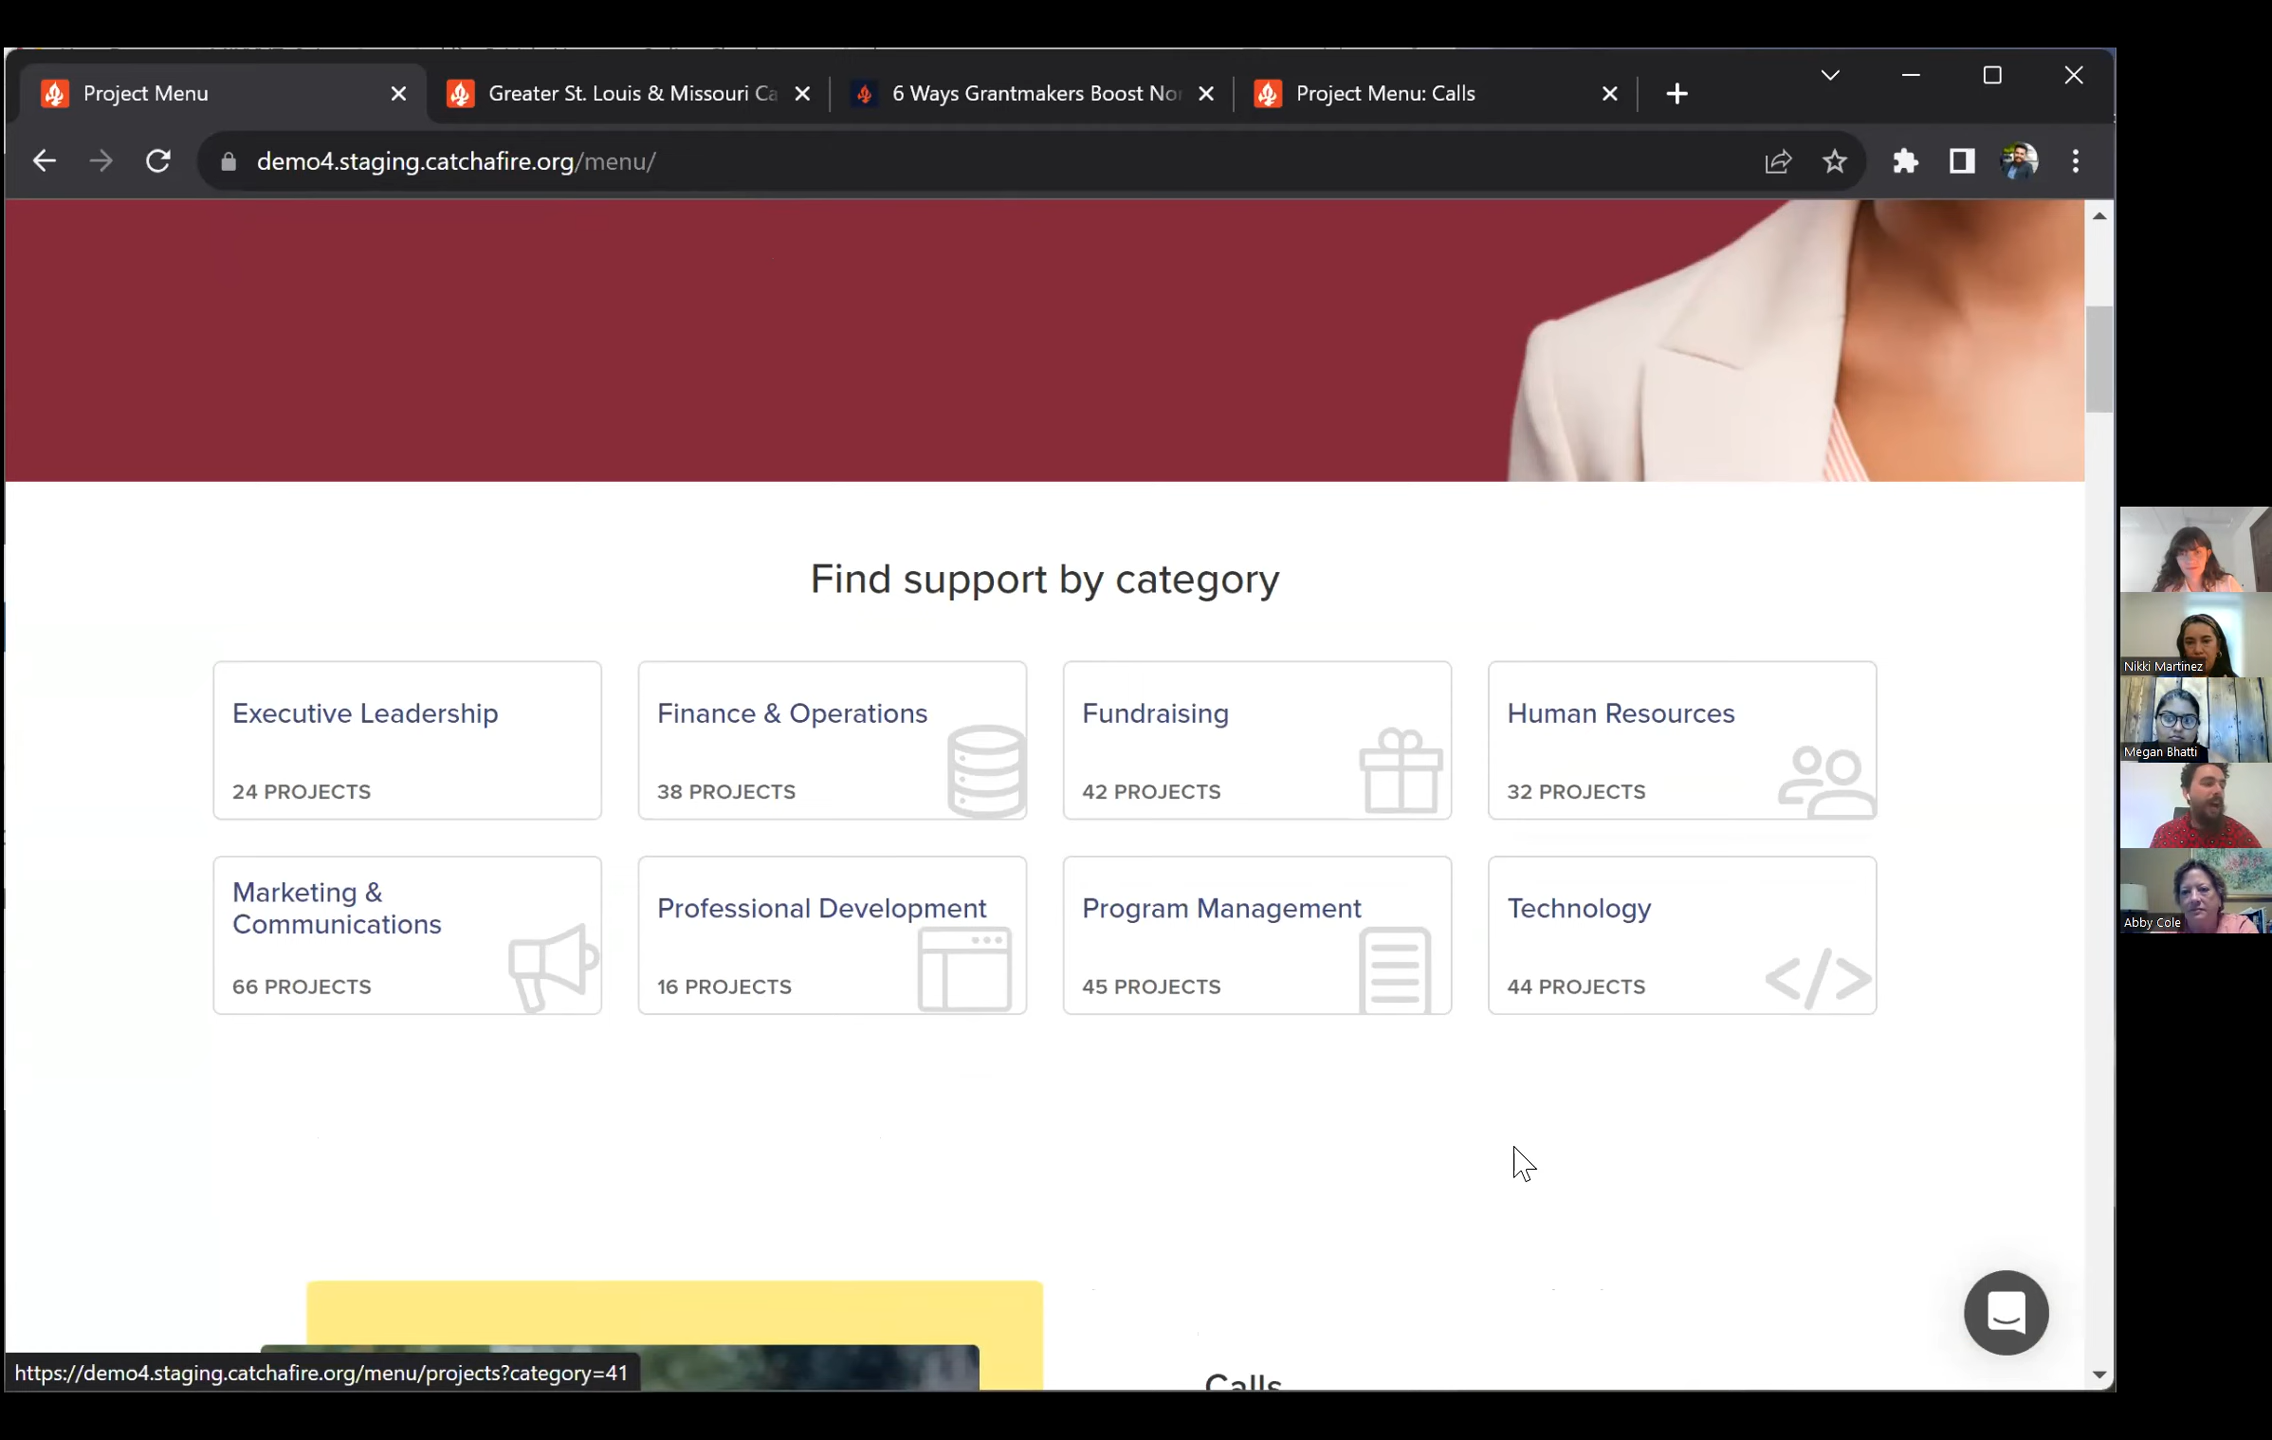 Project Menu
Greater St. Louis & Missouri Ca
6 Ways Grantmakers Boost No
Project Menu: Calls
demo4.staging.catchafire.org/menu/
Find support by category
Executive Leadership
24 PROJECTS
Finance & Operations
38 PROJECTS
Fundraising
42 PROJECTS
Human Resources
32 PROJECTS
Marketing &
Communications
66 PROJECTS
Professional Development
16 PROJECTS
Program Management
45 PROJECTS
Technology
44 PROJECTS
Calls
https://demo4.staging.catchafire.org/menu/projects?category=41
Nikki Martinez
Megan Bhatti
Abby Cole